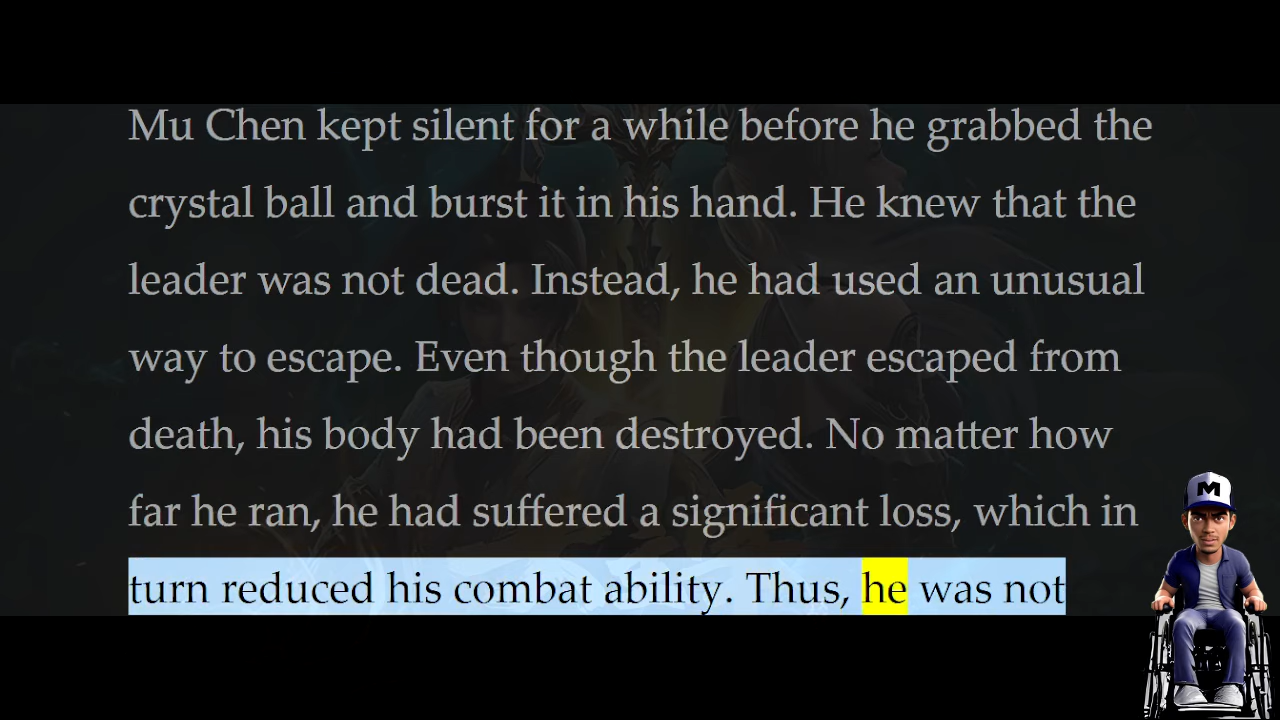 Mu Chen kept silent for a while before he grabbed the
crystal ball and burst it in his hand. He knew that the
leader was not dead. Instead, he had used an unusual
way to escape. Even though the leader escaped from
death, his body had been destroyed. No matter how
far he ran, he had suffered a significant loss, which in
turn reduced his combat ability. Thus, he was not
M
M